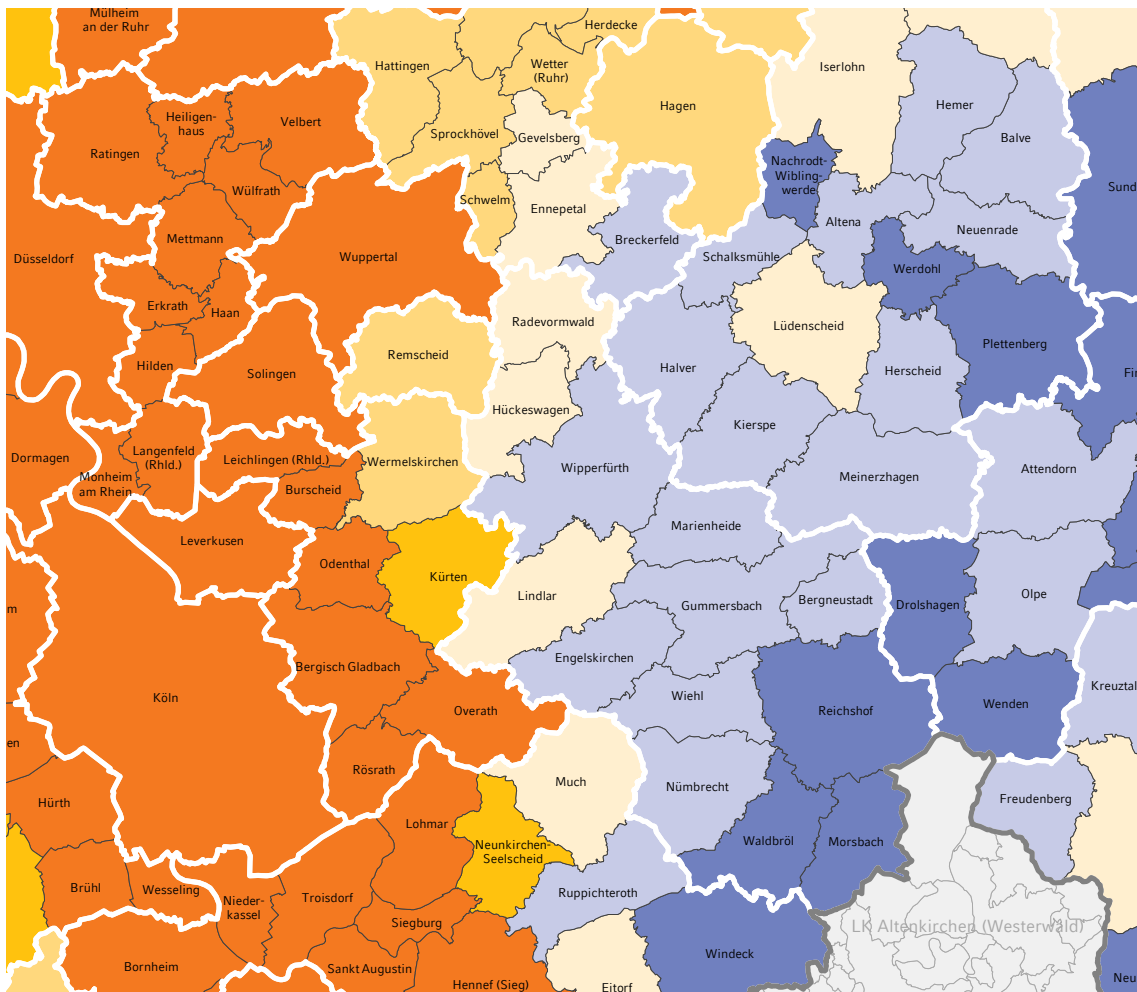 Mülheim
an der Ruhr
Herdecke
Hattingen
Wetter
(Ruhr)
Iserlohn
Hagen
Hemer
Heiligen-
haus
Velbert
Sprockhövel
Gevelsberg
Balve
Ratingen
Nachrodt-
Wibling-
werde
Sund
Wülfrath
Schwelm
Ennepetal
Altena
Neuenrade
Mettmann
Breckerfeld
Schalksmühle
Düsseldorf
Wuppertal
Werdohl
Erkrath
Haan
Radevormwald
Lüdenscheid
Plettenberg
Remscheid
Hilden
Solingen
Halver
Herscheid
Fin
Hückeswagen
Kierspe
Dormagen
Langenfeld
(Rhld.)
Leichlingen (Rhld.)
Wermelskirchen
Wipperfürth
Attendorn
Monheim
am Rhein
Burscheid
Meinerzhagen
Marienheide
Leverkusen
Odenthal
Kürten
Lindlar
Gummersbach
Bergneustadt
Drolshagen
Olpe
m
Bergisch Gladbach
Engelskirchen
Kreuztal
Köln
Wiehl
Overath
Reichshof
Wenden
en
Rösrath
Much
Nümbrecht
Hürth
Freudenberg
Lohmar
Neunkirchen-
Seelscheid
Waldbröl
Morsbach
Brühl
Wesseling
Nieder-
kassel
Troisdorf
Ruppichteroth
Siegburg
LK Altenkirchen (Westerwald)
Bornheim
Sankt Augustin
Windeck
Hennef (Sieg)
Eitorf
Neu